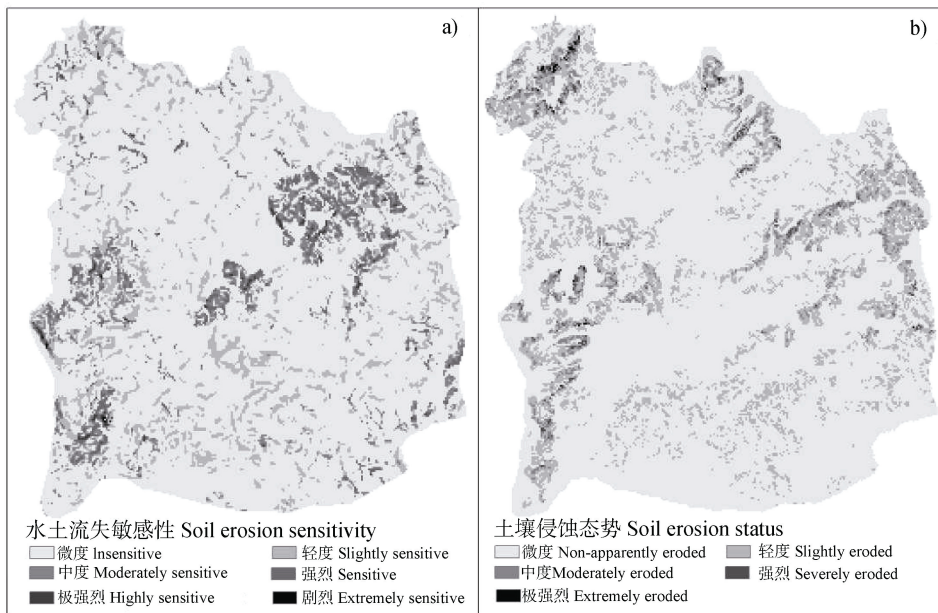 a)
水土流失敏感性 Soil erosion sensitivity
微度 Insensitive
轻度 Slightly sensitive
中度 Moderately sensitive
强烈 Sensitive
极强烈 Highly sensitive
剧烈 Extremely sensitive
b)
土壤侵蚀态势 Soil erosion status
微度 Non-apparently eroded
轻度 Slightly eroded
中度Moderately eroded
强烈 Severely eroded
极强烈 Extremely eroded